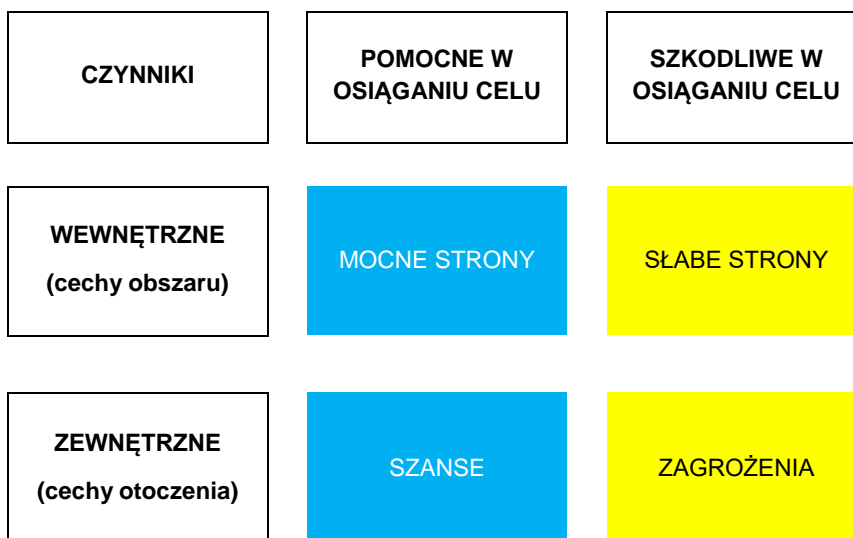 CZYNNIKI
POMOCNE W
OSIĄGANIU CELU
SZKODLIWE W
OSIĄGANIU CELU
WEWNĘTRZNE
(cechy obszaru)
MOCNE STRONY
SŁABE STRONY
ZEWNĘTRZNE
(cechy otoczenia)
SZANSE
ZAGROŻENIA